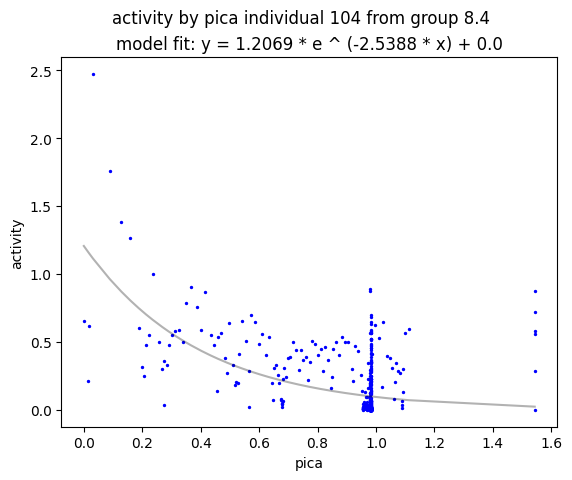 activity by pica individual 104 from group 8.4
model fit: y = 1.2069 * e ^ (-2.5388 * x) + 0.0
2.5
2.0
1.5
1.0
0.5
0.0
activity
0.0 0.2 0.4 0.6 0.8 1.0 1.2 1.4 1.6
pica